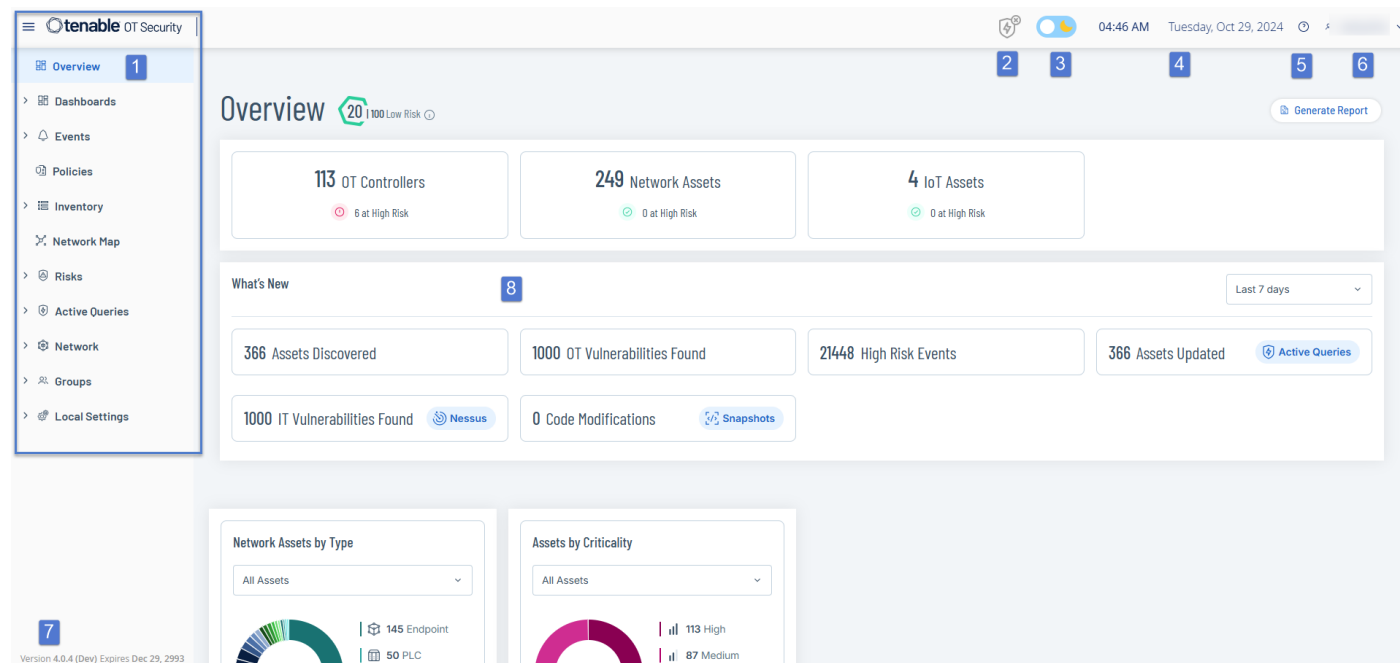 tenable OT Security
04:46 AM Tuesday, Oct 29, 2024
Overview 1
2 3 4 5 6
Dashboards
Events
Policies
Inventory
Network Map
Risks
Active Queries
Network
Groups
Local Settings
Overview 20 | 100 Low Risk
Generate Report
113 OT Controllers
6 at High Risk
249 Network Assets
0 at High Risk
4 IoT Assets
0 at High Risk
What's New 8
Last 7 days
366 Assets Discovered
1000 OT Vulnerabilities Found
21448 High Risk Events
366 Assets Updated Active Queries
1000 IT Vulnerabilities Found Nessus
0 Code Modifications Snapshots
Network Assets by Type
All Assets
145 Endpoint
50 PLC
Assets by Criticality
All Assets
113 High
87 Medium
7
Version 4.0.4 (Dev) Expires Dec 29, 2993